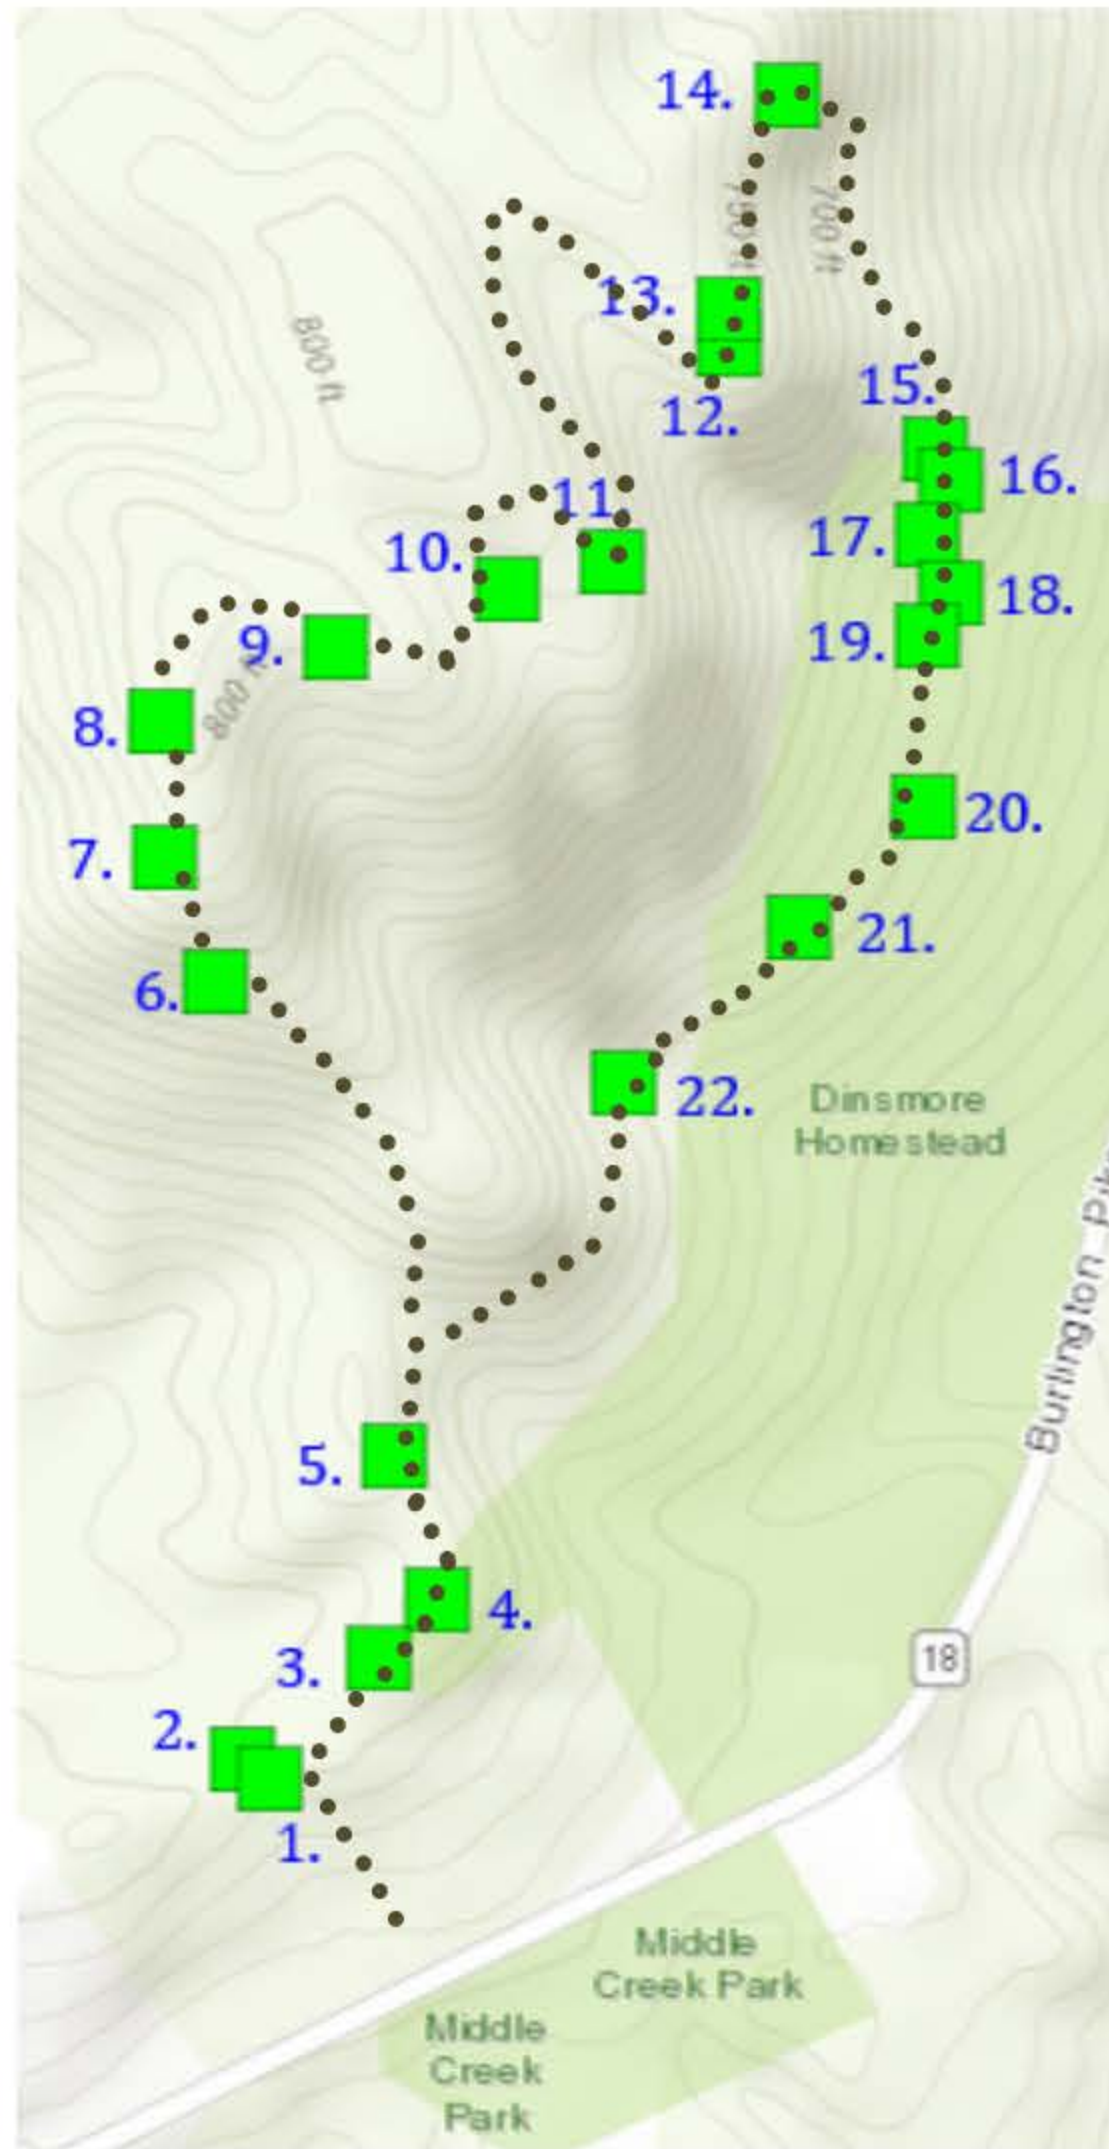 14.
750 ft
700 ft
13.
800 ft
15.
12.
16.
11.
10.
17.
18.
9.
19.
800 ft
8.
20.
7.
21.
6.
22.
Dinsmore
Homestead
Burlington Pike
5.
4.
3.
18
2.
1.
Middle
Creek Park
Middle
Creek
Park